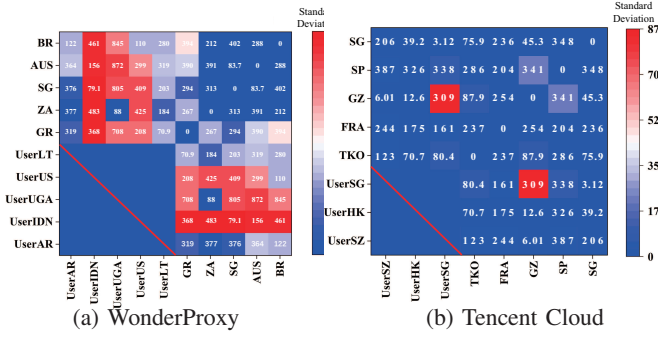 Standard
Deviation
BR 122 461 845 110 280 394 212 402 288 0
AUS 364 156 872 299 319 390 391 83.7 0 288
SG 376 79.1 805 409 203 294 313 0 83.7 402
ZA 377 483 88 425 184 267 0 313 391 212
GR 319 368 708 208 70.9 0 267 294 390 394
UserLT 70.9 184 203 319 280
UserUS 208 425 409 299 110
UserUGA 708 88 805 872 845
UserIDN 368 483 79.1 156 461
UserAR 319 377 376 364 122
UserAR UserIDN UserUGA UserUS UserLT GR ZA SG AUS BR
(a) WonderProxy
Standard
Deviation
SG 206 39.2 3.12 75.9 236 45.3 348 0
SP 387 326 338 286 204 341 0 348
GZ 6.01 12.6 309 87.9 254 0 341 45.3
FRA 244 175 161 237 0 254 204 236
TKO 123 70.7 80.4 0 237 87.9 286 75.9
UserSG 80.4 161 309 338 3.12
UserHK 70.7 175 12.6 326 39.2
UserSZ 123 244 6.01 387 206
UserSZ UserHK UserSG TKO FRA GZ SP SG
87
70
52
35
17
0
(b) Tencent Cloud